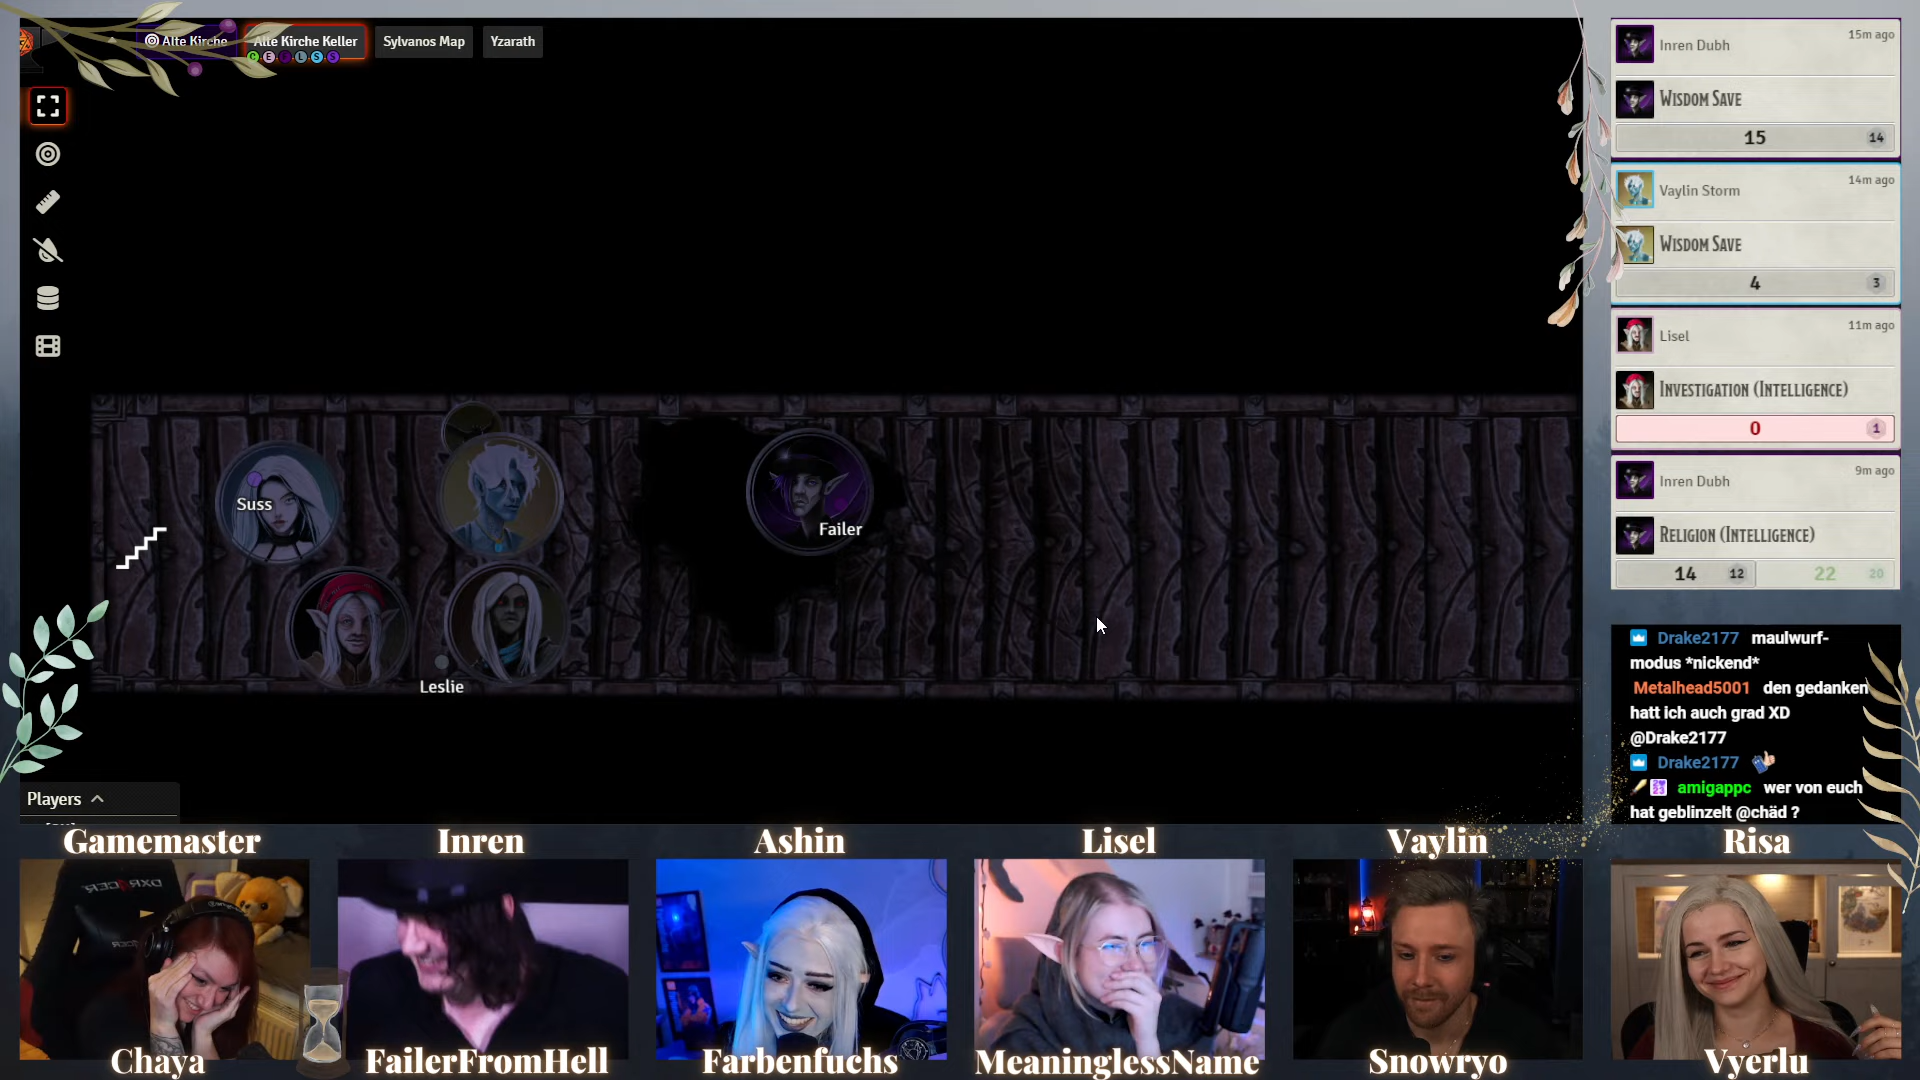 Alte Kirche
Alte Kirche Keller
Sylvanos Map
Yzarath
Suss
Failer
Leslie
Players
Inren Dubh
15m ago
Wisdom Save
15
14
Vaylin Storm
14m ago
Wisdom Save
4
3
Lisel
11m ago
Investigation (Intelligence)
0
1
Inren Dubh
9m ago
Religion (Intelligence)
14
12
22
20
Drake2177 maulwurf-
modus *nickend*
Metalhead5001 den gedanken
hatt ich auch grad XD
@Drake2177
Drake2177
amigappc wer von euch
hat geblinzelt @chäd ?
Gamemaster
Inren
Ashin
Lisel
Vaylin
Risa
Chaya
FailerFromHell
Farbenfuchs
MeaninglessName
Snowryo
Vyerlu